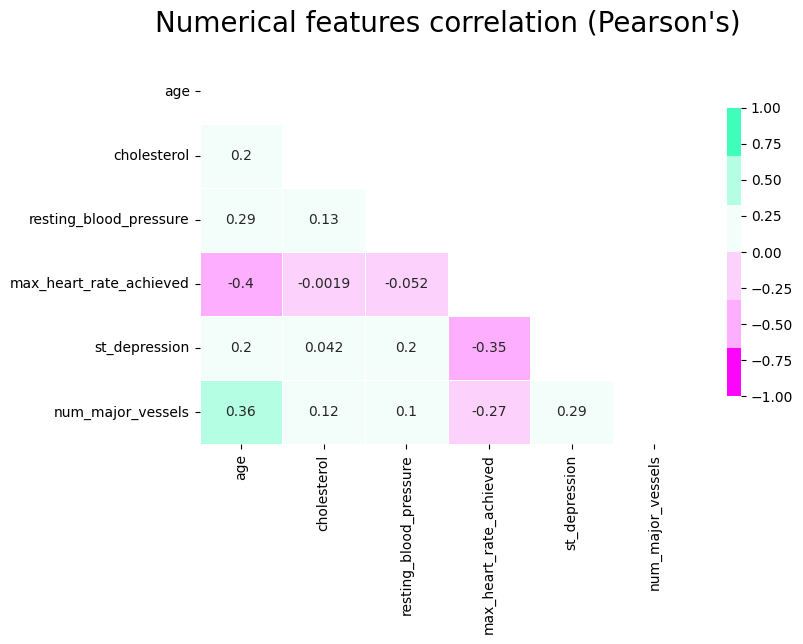 Numerical features correlation (Pearson's)
age
cholesterol 0.2
resting_blood_pressure 0.29 0.13
max_heart_rate_achieved -0.4 -0.0019 -0.052
st_depression 0.2 0.042 0.2 -0.35
num_major_vessels 0.36 0.12 0.1 -0.27 0.29
age
cholesterol
resting_blood_pressure
max_heart_rate_achieved
st_depression
num_major_vessels
1.00
0.75
0.50
0.25
0.00
−0.25
−0.50
−0.75
−1.00